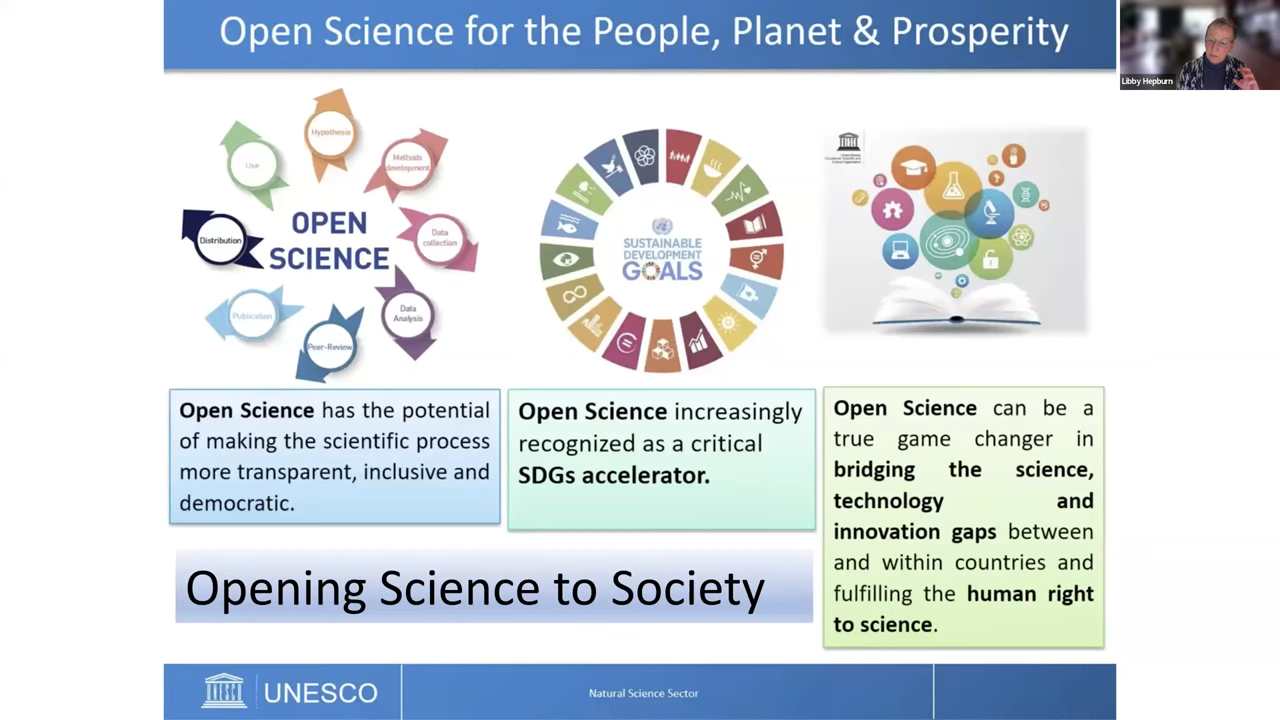 Open Science for the People, Planet & Prosperity
Libby Hepburn
Hypothesis
Methods
development
Data
collection
Data
Analysis
Peer-Review
Publication
Distribution
Use
OPEN
SCIENCE
SUSTAINABLE
DEVELOPMENT
GOALS
Open Science has the potential
of making the scientific process
more transparent, inclusive and
democratic.
Open Science increasingly
recognized as a critical
SDGs accelerator.
Open Science can be a
true game changer in
bridging the science,
technology and
innovation gaps between
and within countries and
fulfilling the human right
to science.
Opening Science to Society
UNESCO
Natural Science Sector